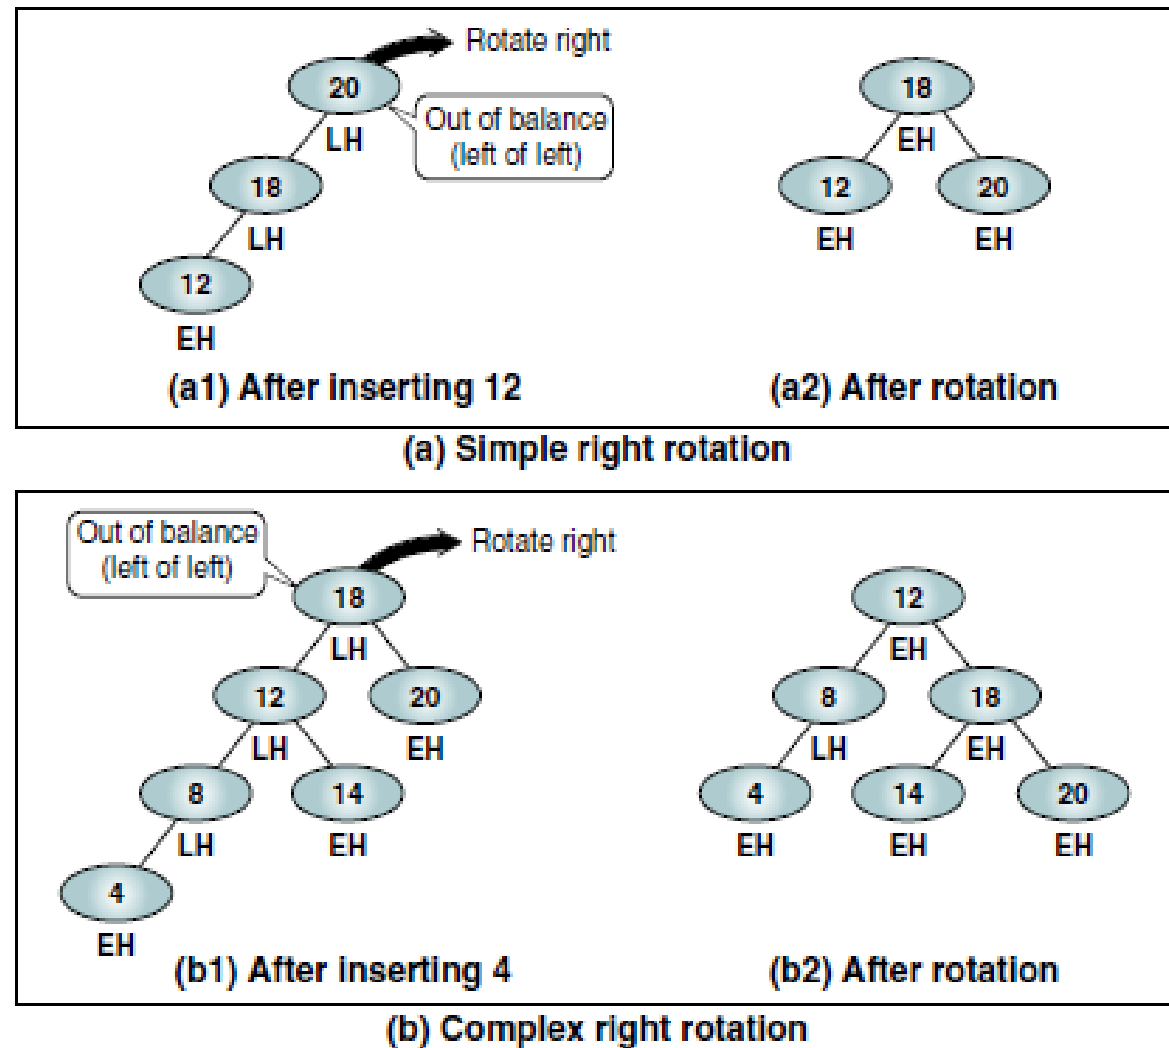 Rotate right
20
Out of balance
(left of left)
LH
18
LH
12
EH
18
EH
12
20
EH
EH
(a1) After inserting 12
(a2) After rotation
(a) Simple right rotation
Out of balance
(left of left)
Rotate right
18
LH
12
20
LH
EH
8
14
LH
EH
4
EH
12
EH
8
18
LH
EH
4
14
20
EH
EH
EH
(b1) After inserting 4
(b2) After rotation
(b) Complex right rotation